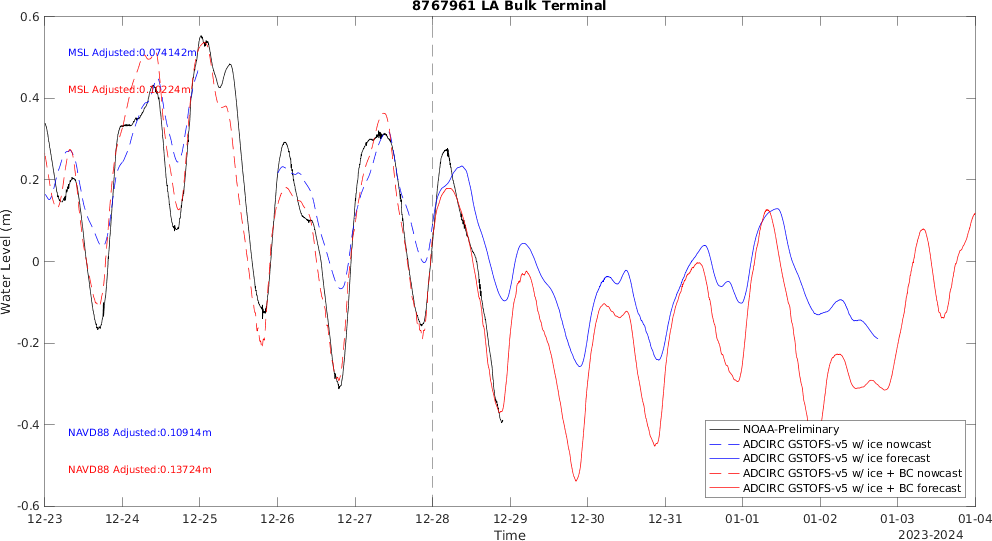 8767961 LA Bulk Terminal
0.6
MSL Adjusted:0.074142m
MSL Adjusted:0.10224m
0.4
0.2
0
-0.2
-0.4
-0.6
Water Level (m)
NAVD88 Adjusted:0.10914m
NAVD88 Adjusted:0.13724m
NOAA-Preliminary
ADCIRC GSTOFS-v5 w/ ice nowcast
ADCIRC GSTOFS-v5 w/ ice forecast
ADCIRC GSTOFS-v5 w/ ice + BC nowcast
ADCIRC GSTOFS-v5 w/ ice + BC forecast
12-23 12-24 12-25 12-26 12-27 12-28 12-29 12-30 12-31 01-01 01-02 01-03 01-04
Time
2023-2024